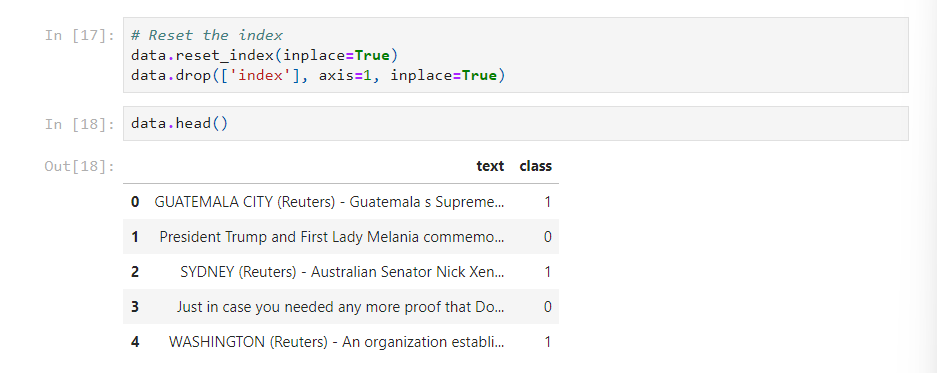 In [17]: # Reset the index
data.reset_index(inplace=True)
data.drop(['index'], axis=1, inplace=True)
In [18]: data.head()
Out[18]: text class
0 GUATEMALA CITY (Reuters) - Guatemala s Supreme... 1
1 President Trump and First Lady Melania commemo... 0
2 SYDNEY (Reuters) - Australian Senator Nick Xen... 1
3 Just in case you needed any more proof that Do... 0
4 WASHINGTON (Reuters) - An organization establi... 1